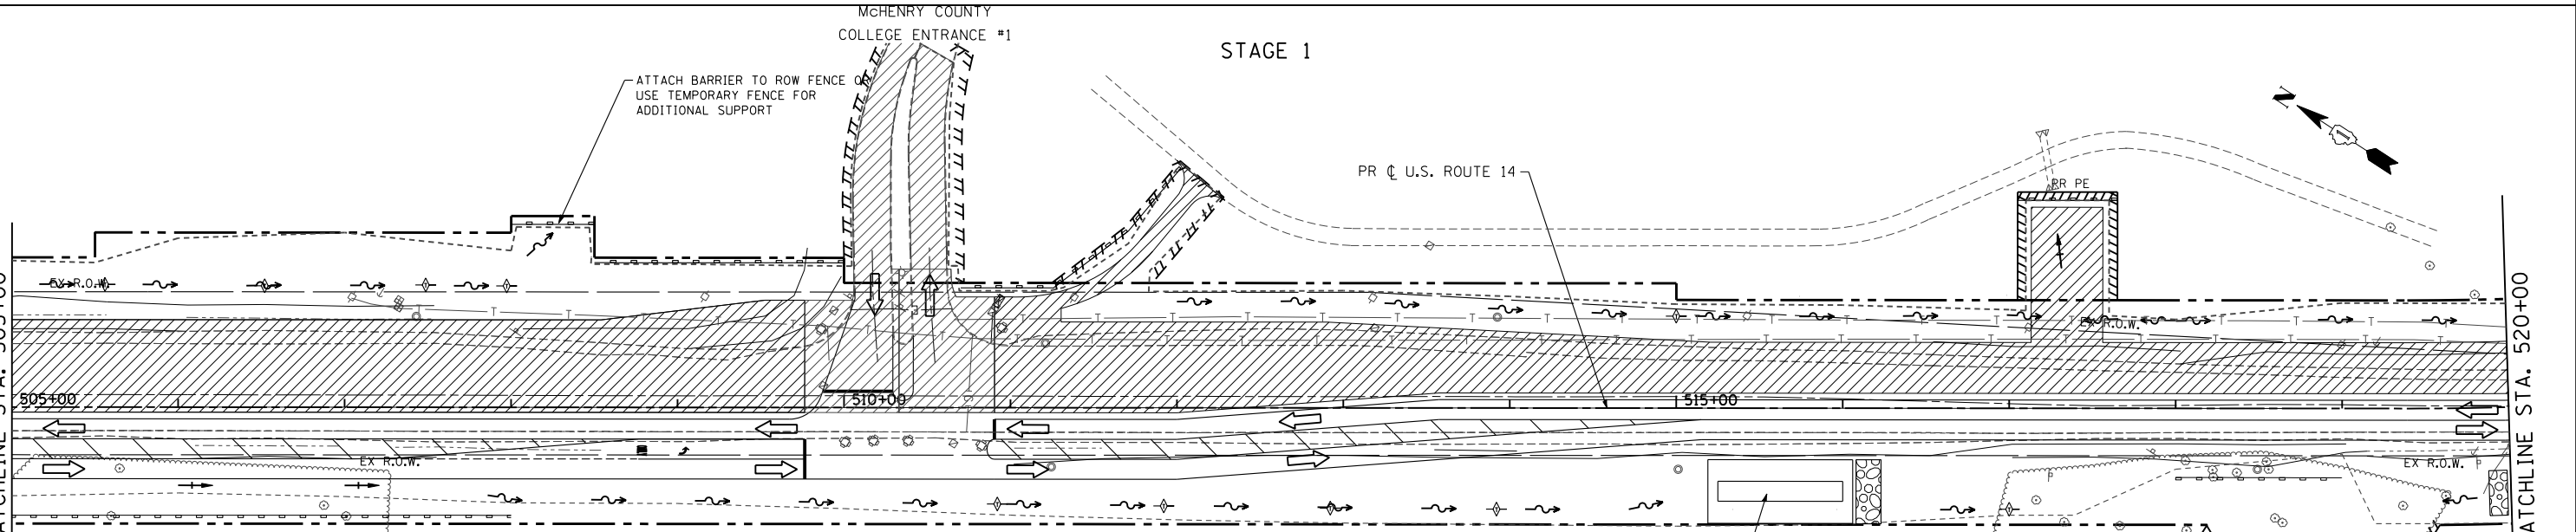 McHENRY COUNTY
COLLEGE ENTRANCE #1
STAGE 1
ATTACH BARRIER TO ROW FENCE
USE TEMPORARY FENCE FOR
ADDITIONAL SUPPORT
N
PR ℄ U.S. ROUTE 14
PR PE
EX R.O.W.
EX R.O.W.
505+00
510+00
515+00
EX R.O.W.
EX R.O.W.
MATCHLINE STA. 520+00